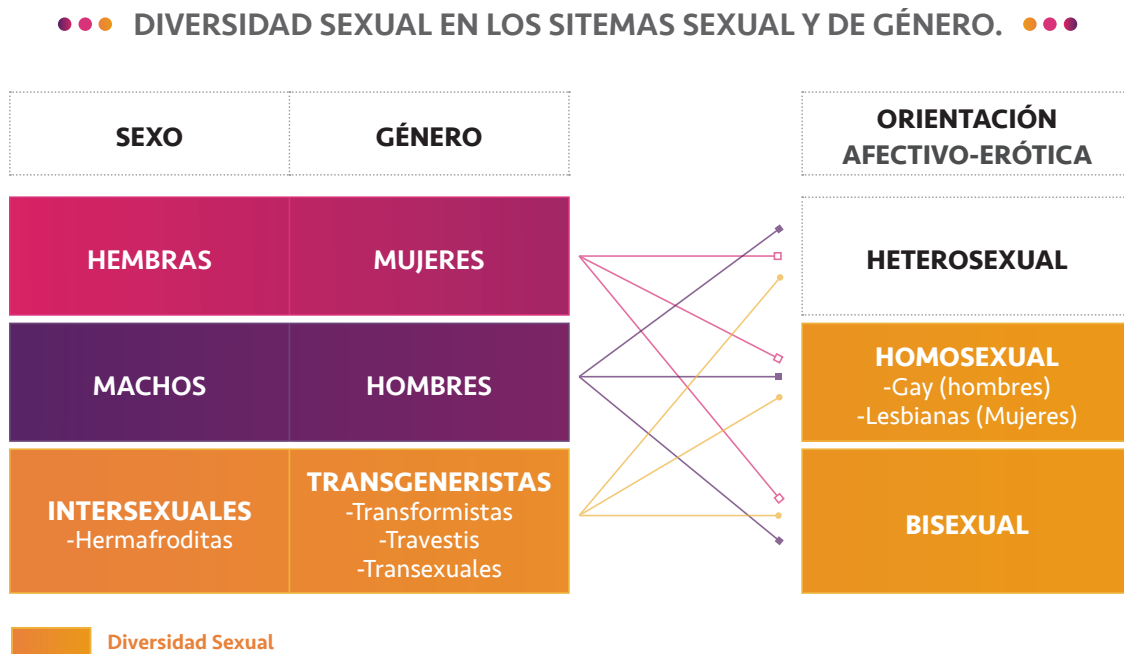 DIVERSIDAD SEXUAL EN LOS SITEMAS SEXUAL Y DE GÉNERO.
SEXO
GÉNERO
ORIENTACIÓN
AFECTIVO-ERÓTICA
HEMBRAS
MUJERES
HETEROSEXUAL
MACHOS
HOMBRES
HOMOSEXUAL
-Gay (hombres)
-Lesbianas (Mujeres)
INTERSEXUALES
-Hermafroditas
TRANSGENERISTAS
-Transformistas
-Travestis
-Transexuales
BISEXUAL
Diversidad Sexual